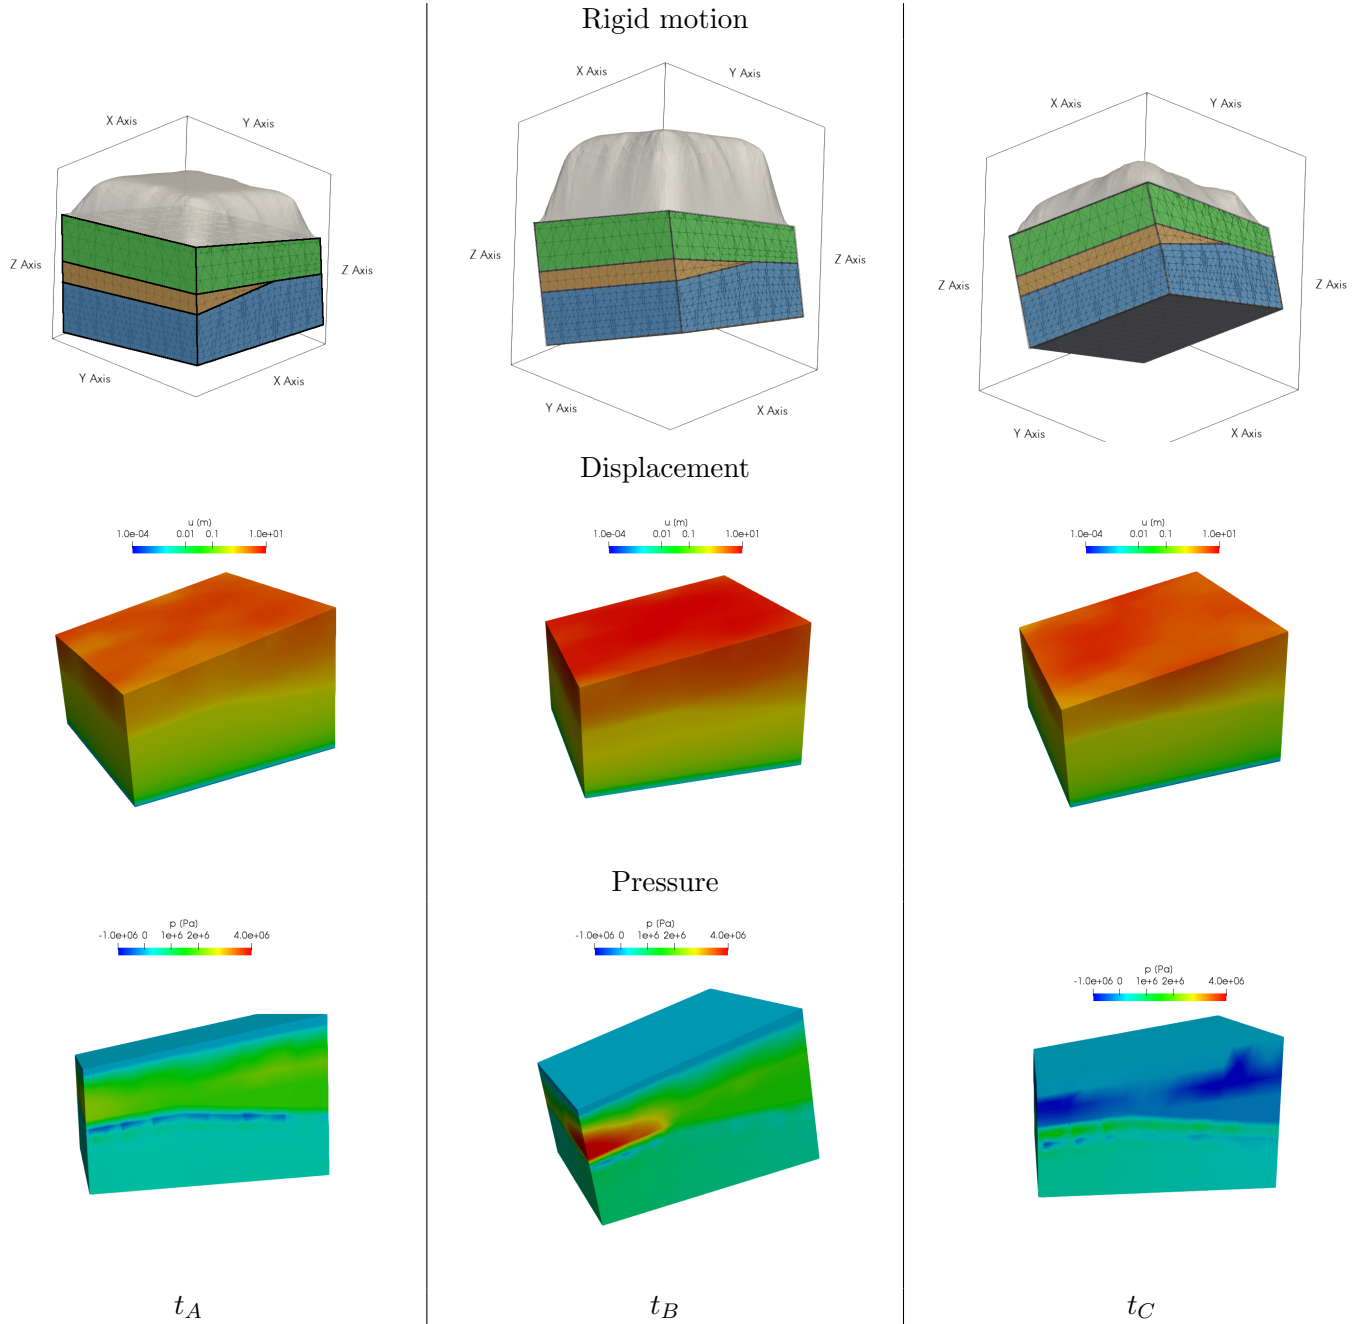 Rigid motion
X Axis
Y Axis
Z Axis
Z Axis
Y Axis
X Axis
X Axis
Y Axis
Z Axis
Z Axis
Y Axis
X Axis
X Axis
Y Axis
Z Axis
Z Axis
Y Axis
X Axis
Displacement
u (m)
1.0e-04 0.01 0.1 1.0e+01
u (m)
1.0e-04 0.01 0.1 1.0e+01
u (m)
1.0e-04 0.01 0.1 1.0e+01
Pressure
p (Pa)
-1.0e+06 0 1e+6 2e+6 4.0e+06
p (Pa)
-1.0e+06 0 1e+6 2e+6 4.0e+06
p (Pa)
-1.0e+06 0 1e+6 2e+6 4.0e+06
t_A
t_B
t_C